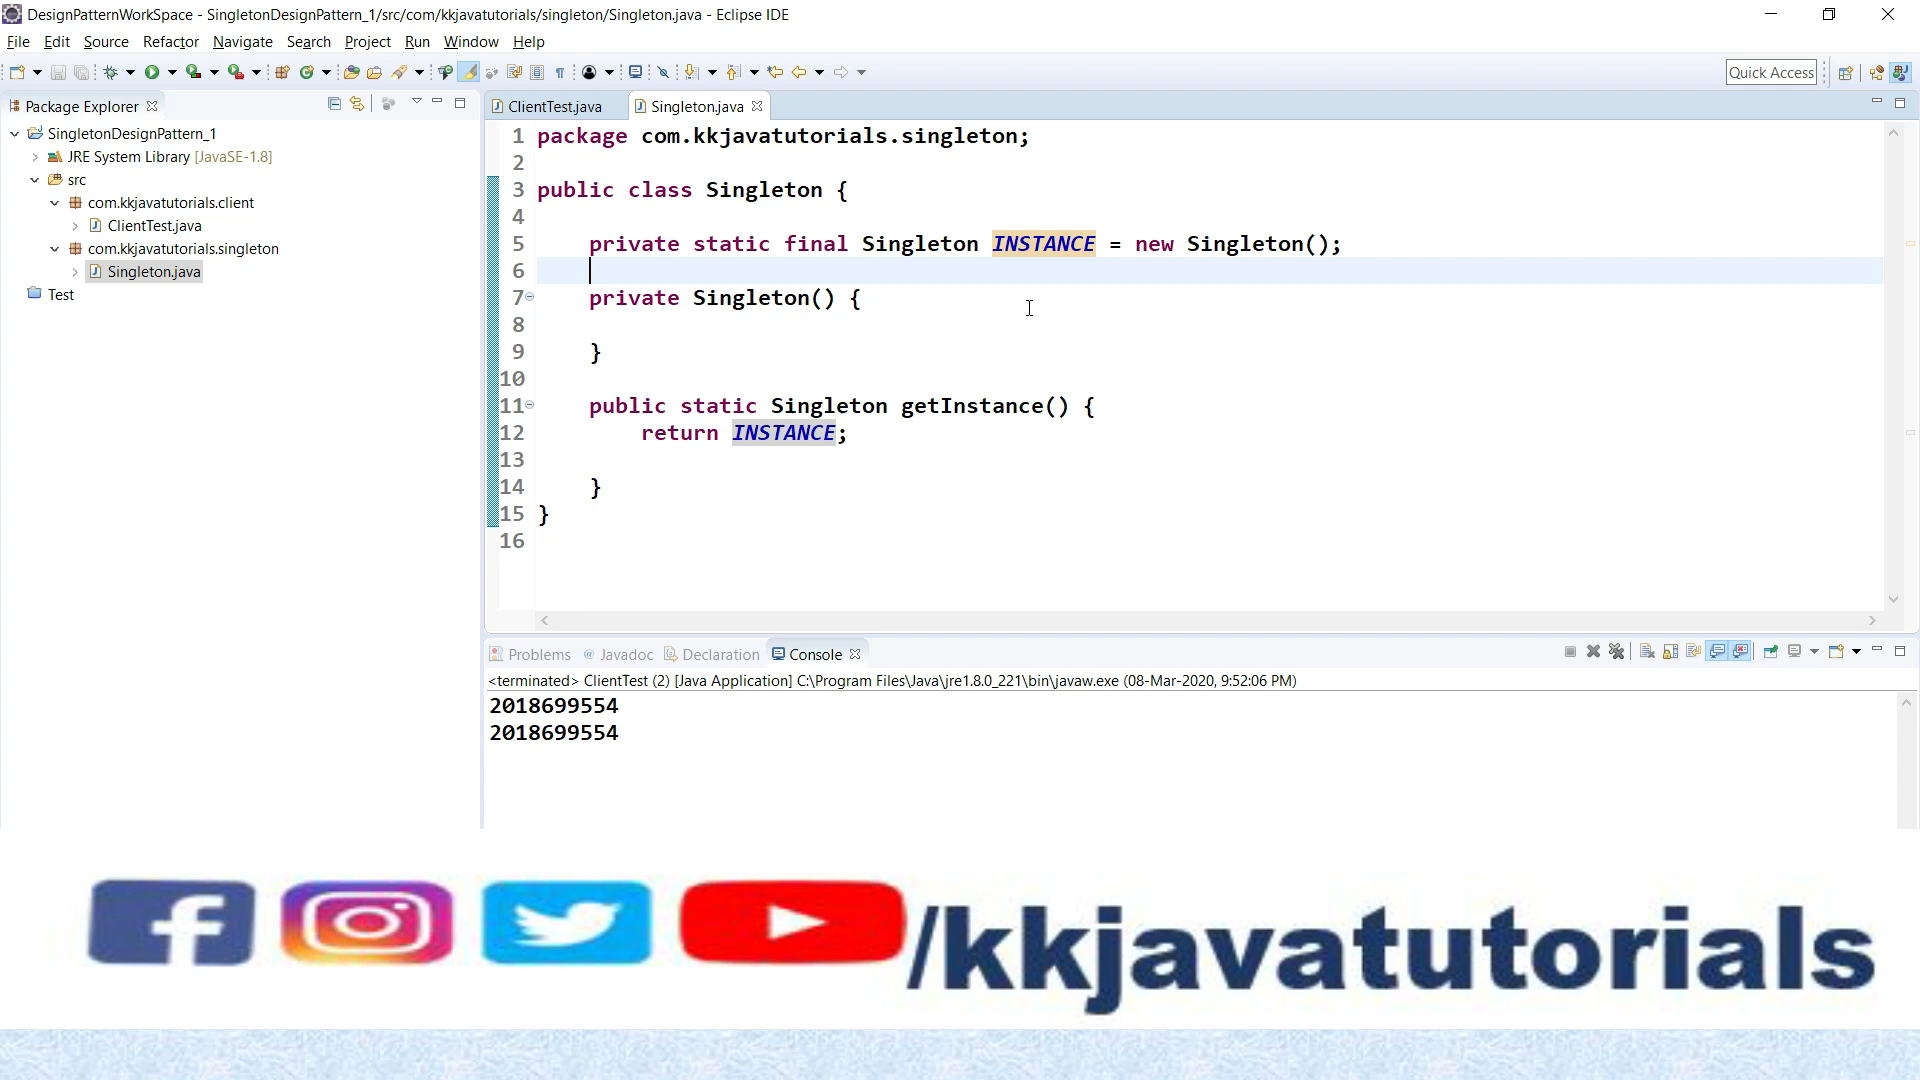 DesignPatternWorkSpace - SingletonDesignPattern_1/src/com/kkjavatutorials/singleton/Singleton.java - Eclipse IDE
File Edit Source Refactor Navigate Search Project Run Window Help
Quick Access
Package Explorer
SingletonDesignPattern_1
JRE System Library [JavaSE-1.8]
src
com.kkjavatutorials.client
ClientTest.java
com.kkjavatutorials.singleton
Singleton.java
Test
ClientTest.java Singleton.java
1 package com.kkjavatutorials.singleton;
2
3 public class Singleton {
4
5 private static final Singleton INSTANCE = new Singleton();
6
7 private Singleton() {
8
9 }
10
11 public static Singleton getInstance() {
12 return INSTANCE;
13
14 }
15 }
16
Problems @ Javadoc Declaration Console
<terminated> ClientTest (2) [Java Application] C:\Program Files\Java\jre1.8.0_221\bin\javaw.exe (08-Mar-2020, 9:52:06 PM)
2018699554
2018699554
/kkjavatutorials